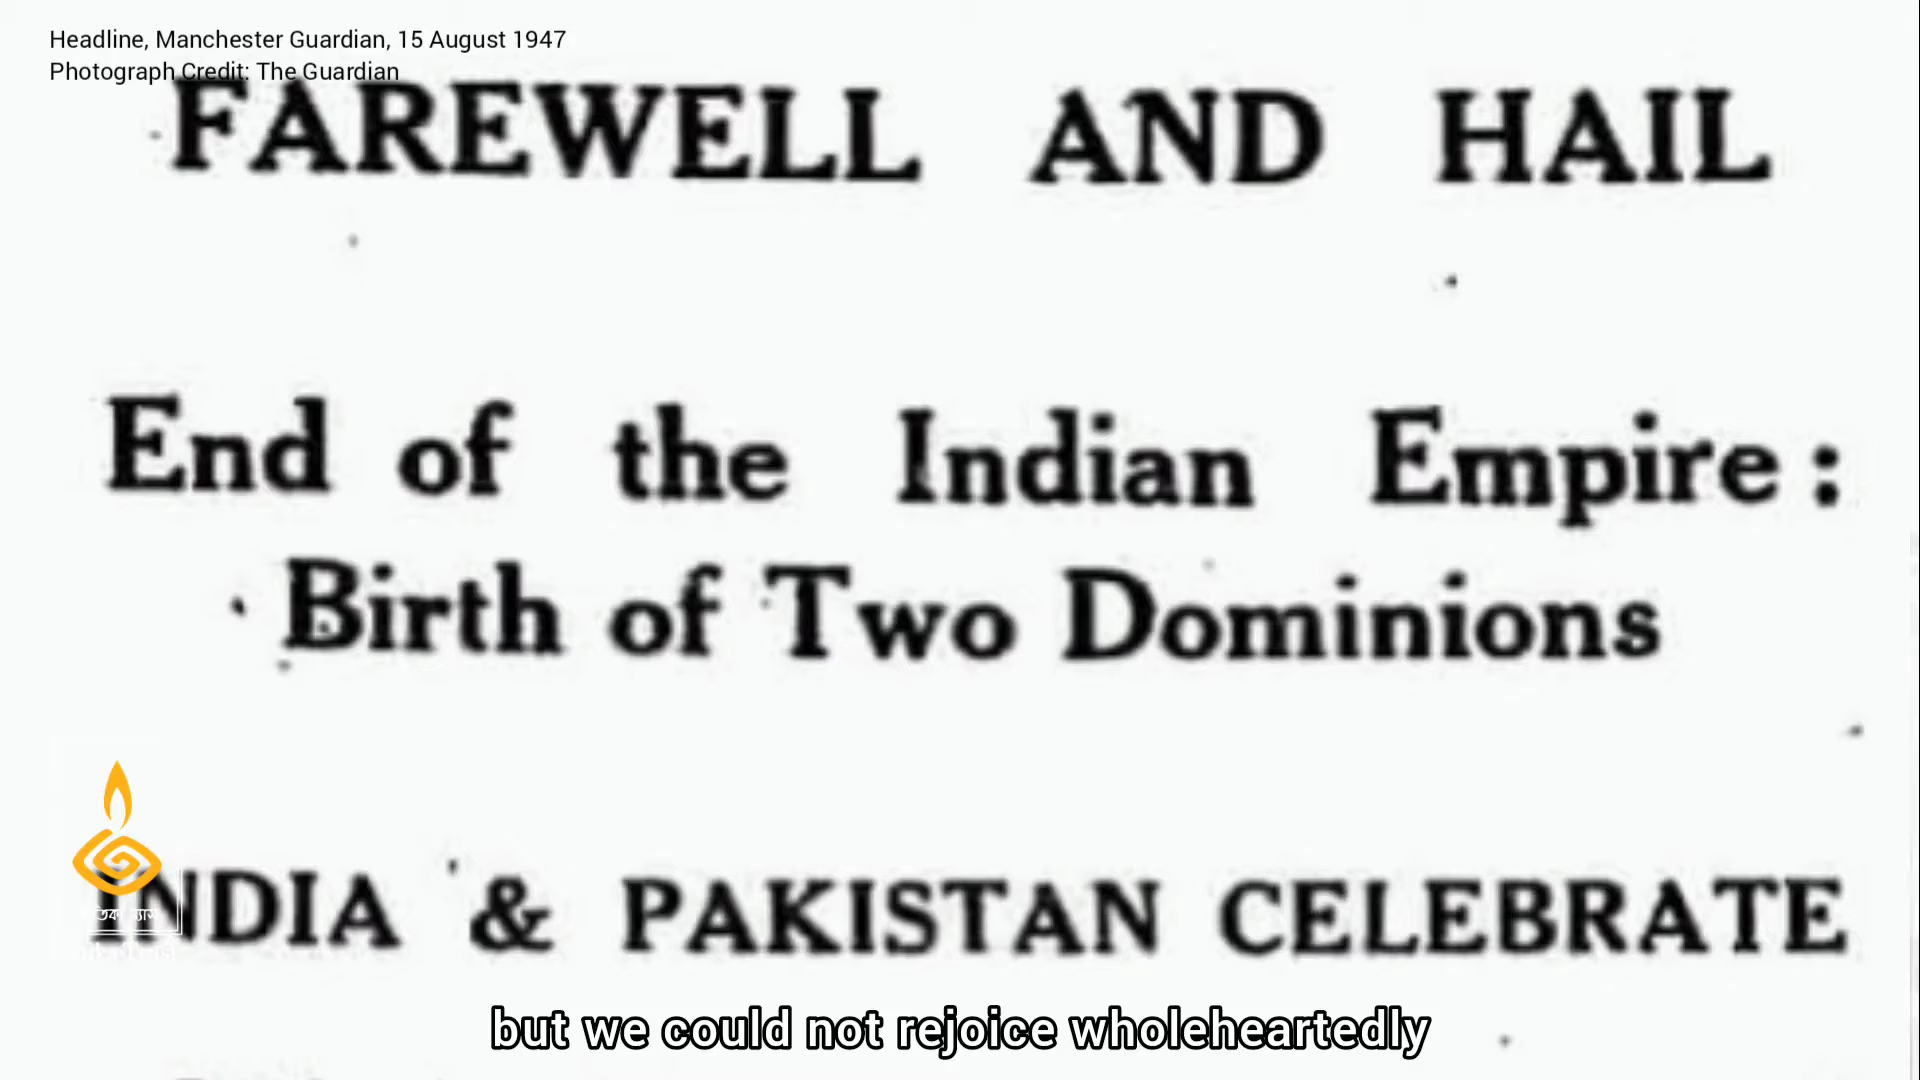 Headline, Manchester Guardian, 15 August 1947
Photograph Credit: The Guardian
FAREWELL AND HAIL
End of the Indian Empire:
Birth of Two Dominions
INDIA & PAKISTAN CELEBRATE
but we could not rejoice wholeheartedly